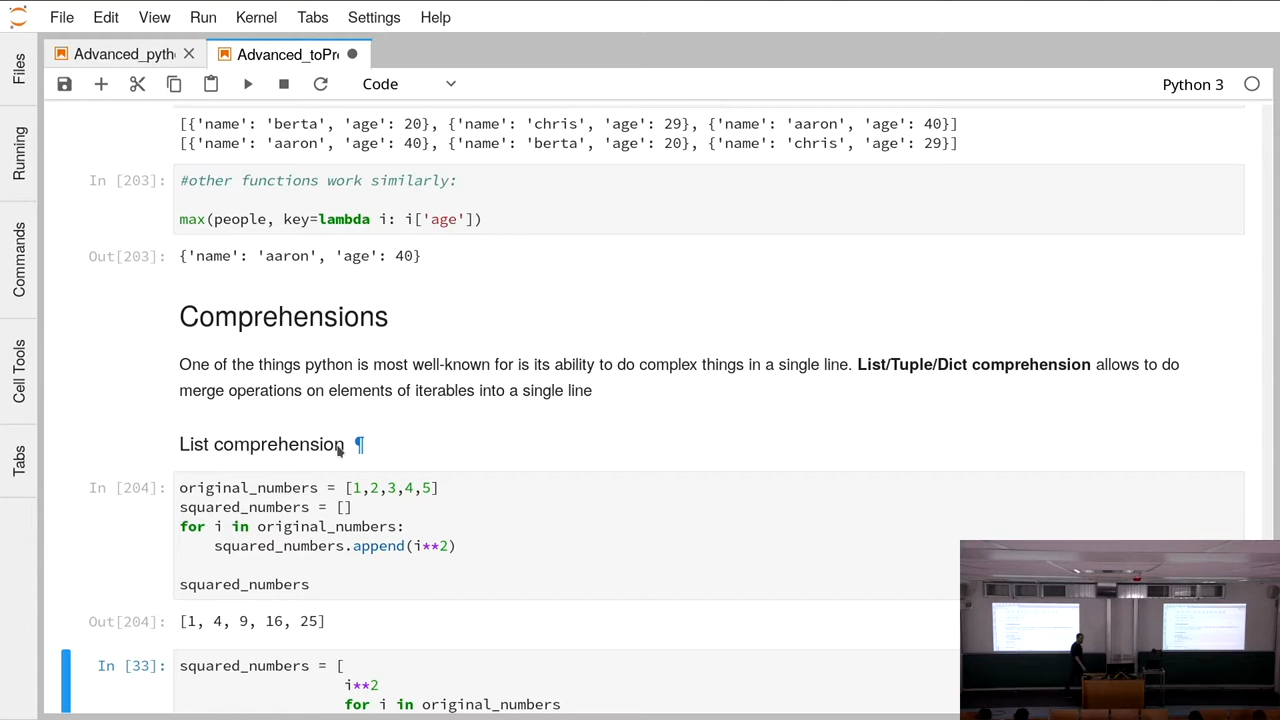 File Edit View Run Kernel Tabs Settings Help
Files
Running
Commands
Cell Tools
Tabs
Advanced_pyth
Advanced_toPr
Code
Python 3
[{'name': 'berta', 'age': 20}, {'name': 'chris', 'age': 29}, {'name': 'aaron', 'age': 40}]
[{'name': 'aaron', 'age': 40}, {'name': 'berta', 'age': 20}, {'name': 'chris', 'age': 29}]
In [203]: #other functions work similarly:
max(people, key=lambda i: i['age'])
Out[203]: {'name': 'aaron', 'age': 40}
Comprehensions
One of the things python is most well-known for is its ability to do complex things in a single line. List/Tuple/Dict comprehension allows to do
merge operations on elements of iterables into a single line
List comprehension ¶
In [204]: original_numbers = [1,2,3,4,5]
squared_numbers = []
for i in original_numbers:
squared_numbers.append(i**2)
squared_numbers
Out[204]: [1, 4, 9, 16, 25]
In [33]: squared_numbers = [
i**2
for i in original_numbers